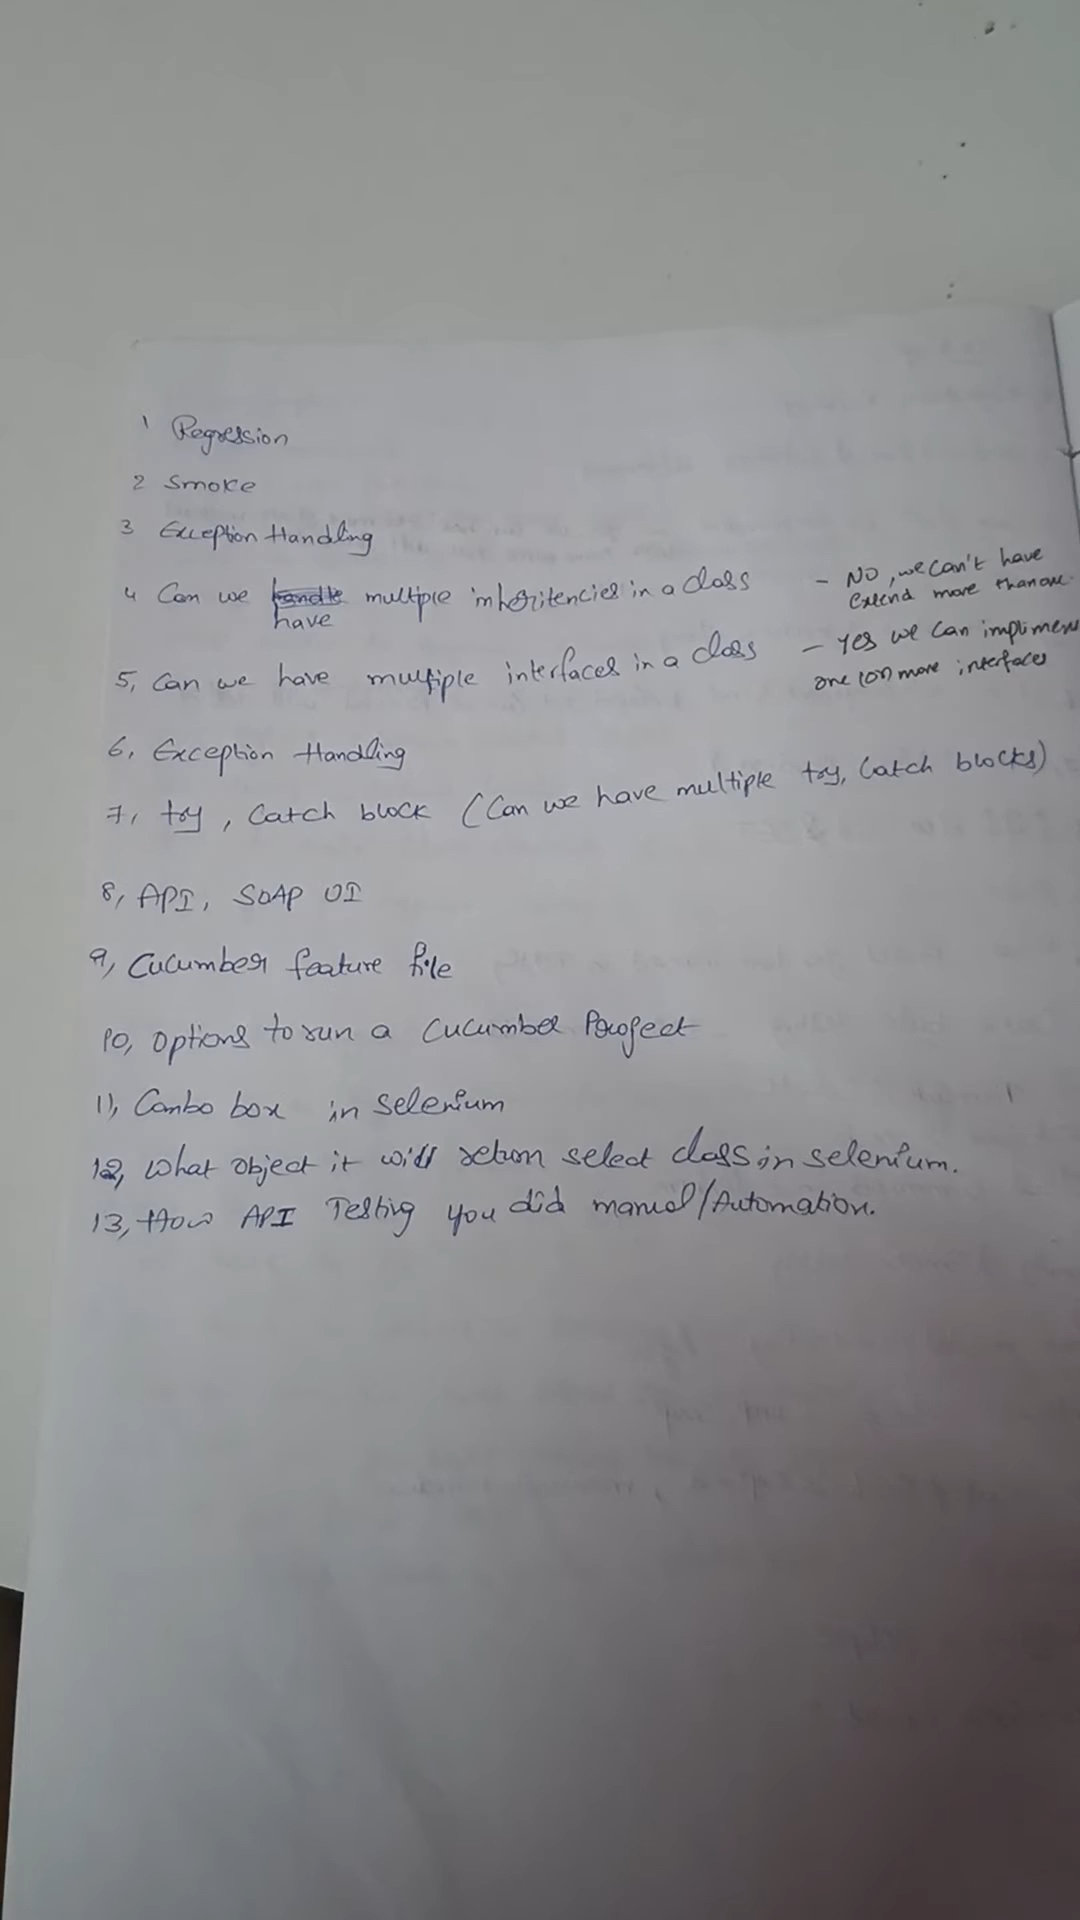 1 Regression
2 Smoke
3 Exception Handling
4 Can we have multiple inheritencies in a class - No, we can't have
extend more than one.
5, Can we have multiple interfaces in a class - Yes we can impliment
one (or) more interfaces
6, Exception Handling
7, try, Catch block (Can we have multiple try, Catch blocks)
8, API, SOAP UI
9, Cucumber feature file
10, Options to run a Cucumber Project
11, Combo box in selenium
12, what object it will return select class in selenium.
13, How API Testing you did manual/Automation.